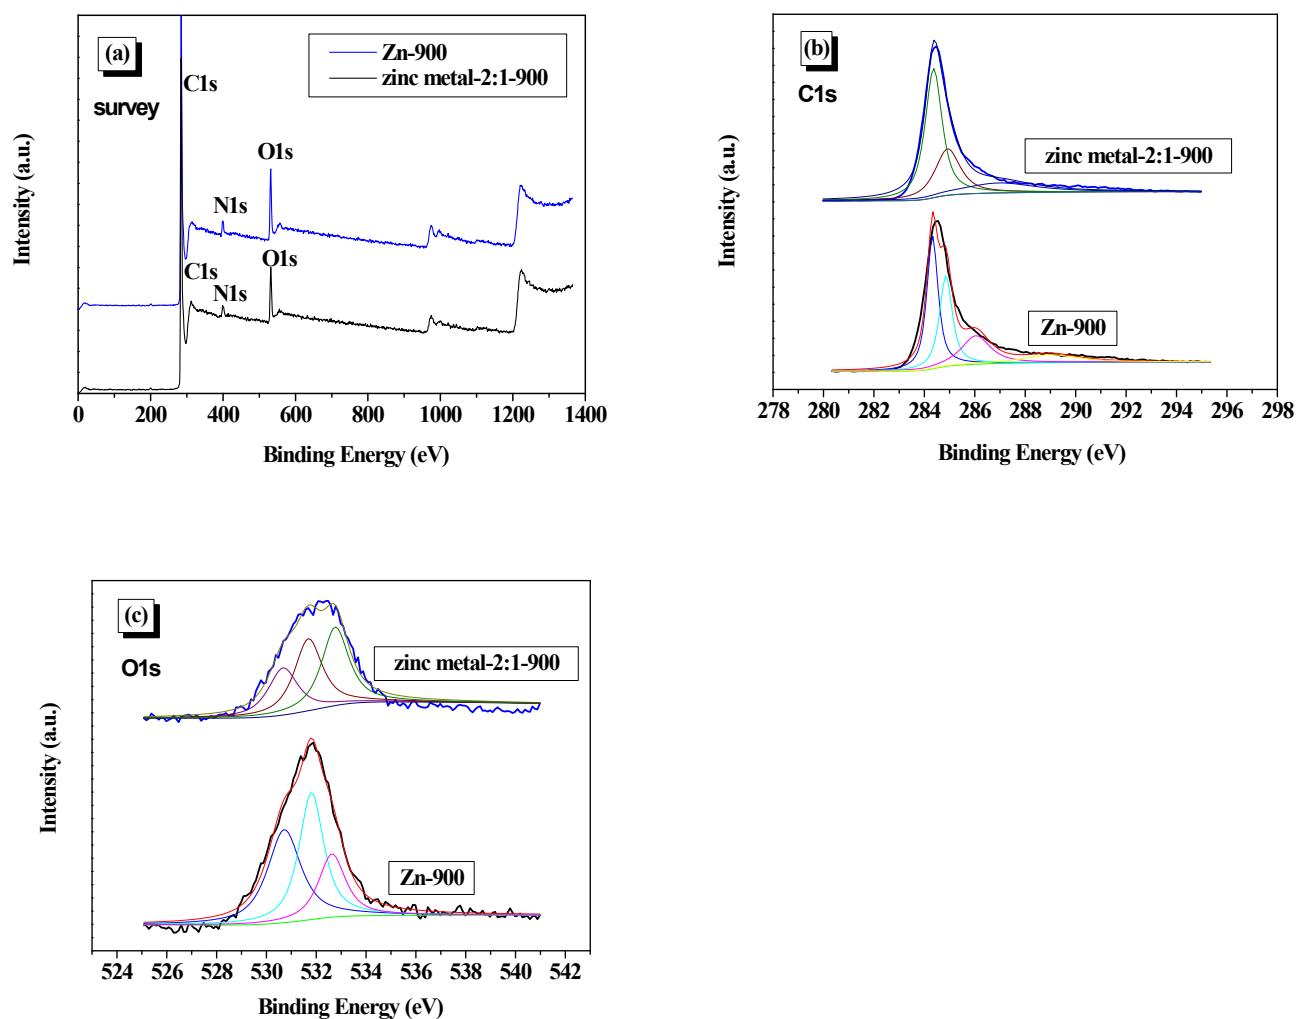 (a)
survey
Zn-900
zinc metal-2:1-900
C1s
N1s
O1s
C1s
N1s
O1s
Intensity (a.u.)
0 200 400 600 800 1000 1200 1400
Binding Energy (eV)
(b)
C1s
zinc metal-2:1-900
Zn-900
Intensity (a.u.)
278 280 282 284 286 288 290 292 294 296 298
Binding Energy (eV)
(c)
O1s
zinc metal-2:1-900
Zn-900
Intensity (a.u.)
524 526 528 530 532 534 536 538 540 542
Binding Energy (eV)